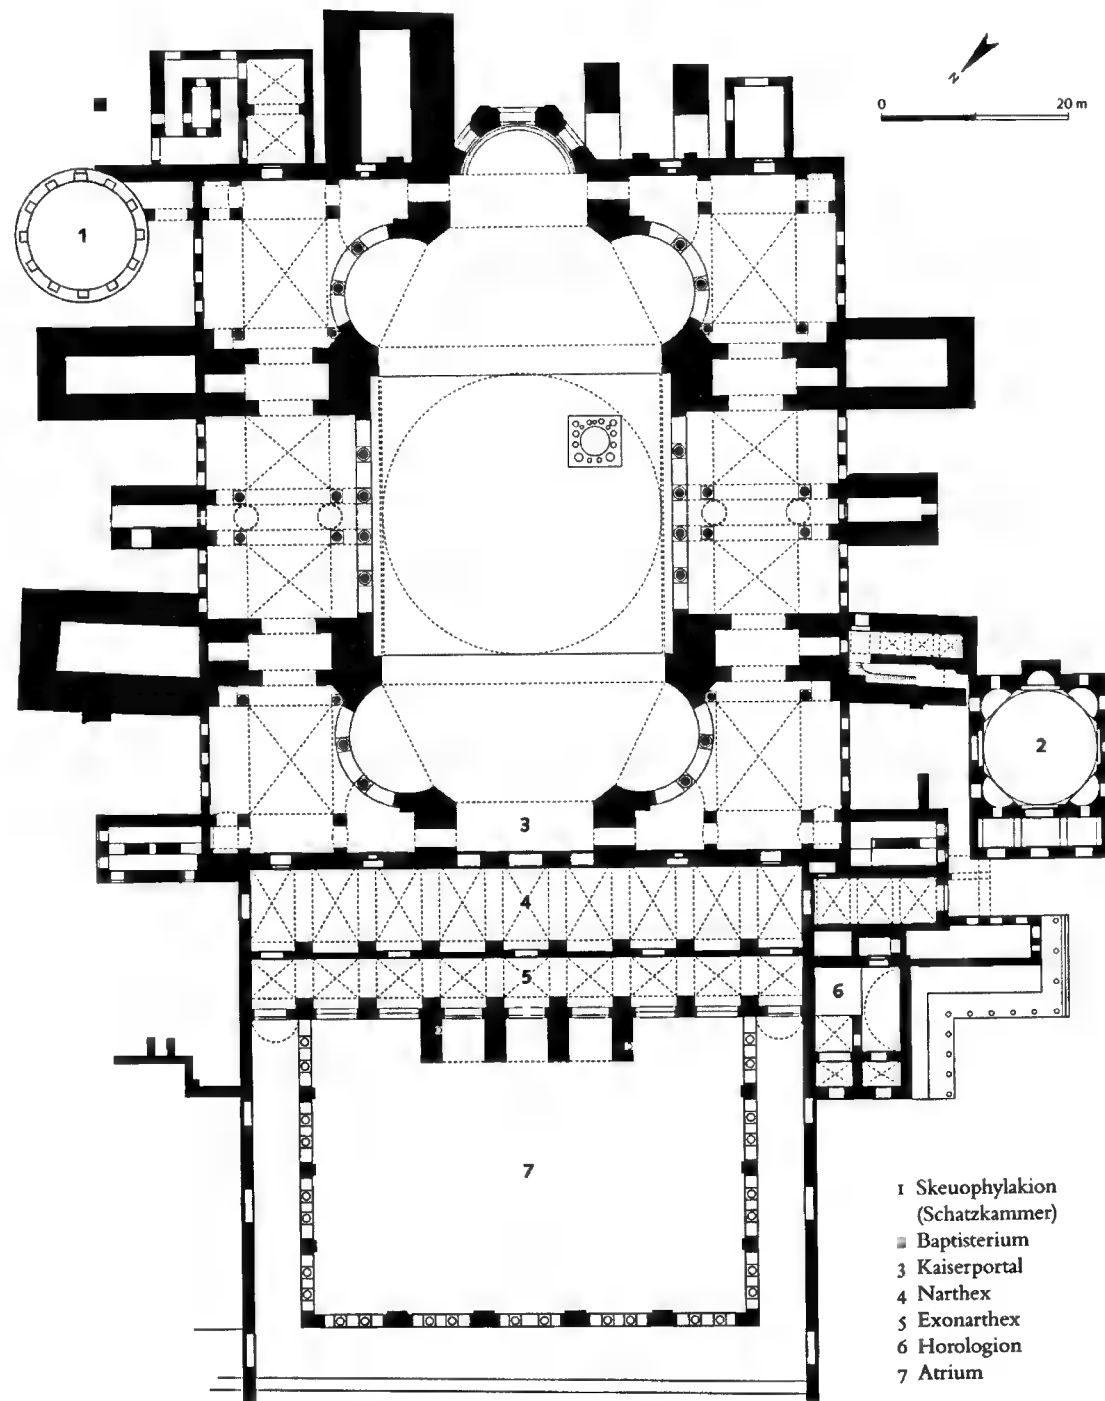 N
0 20 m
1
2
3
4
5
6
7
1 Skeuophylakion
(Schatzkammer)
Baptisterium
3 Kaiserportal
4 Narthex
5 Exonarthex
6 Horologion
7 Atrium